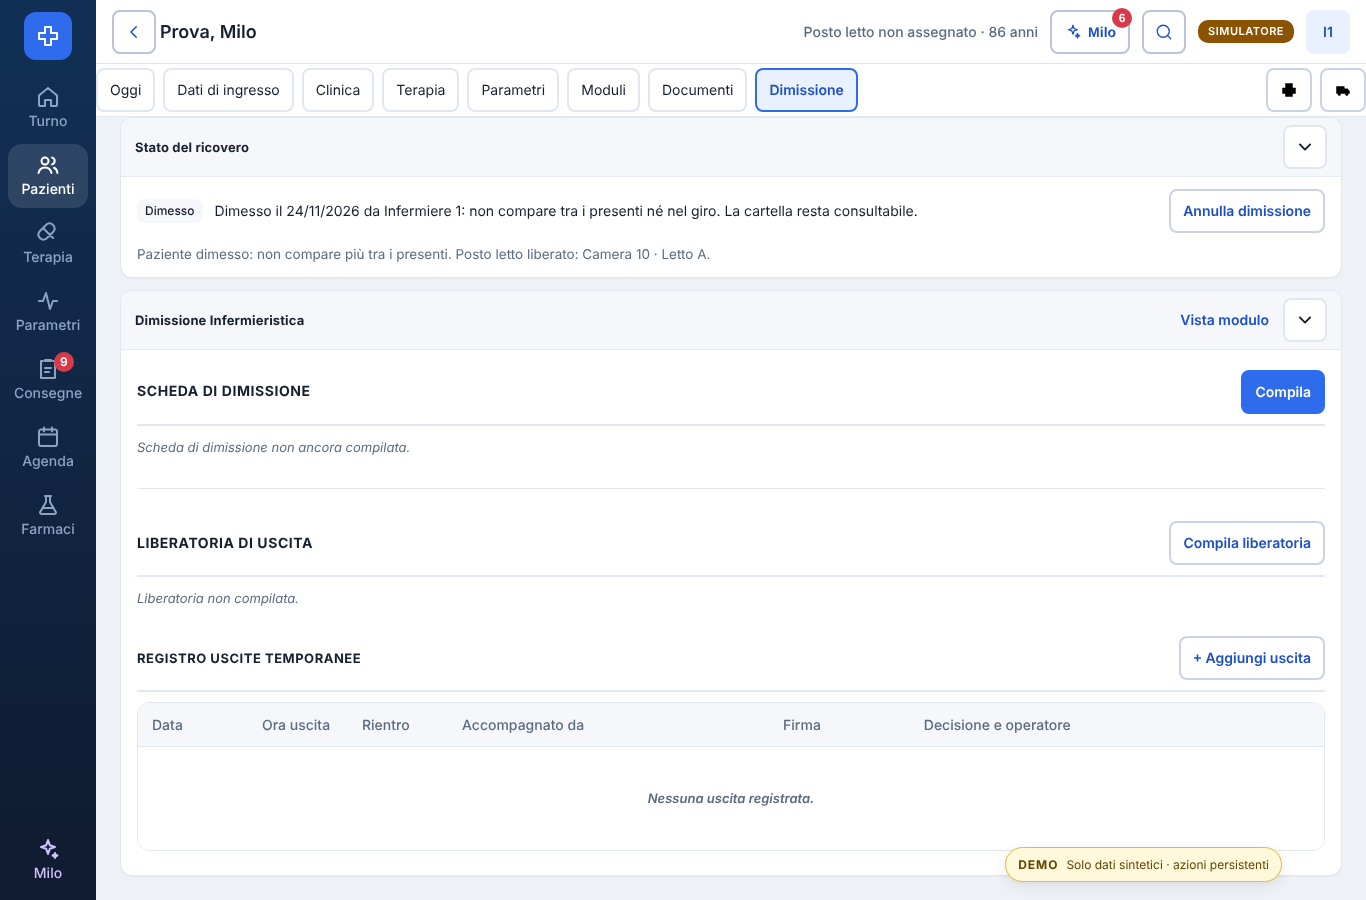 Prova, Milo
Posto letto non assegnato · 86 anni
Milo
6
SIMULATORE
I1
Turno
Pazienti
Terapia
Parametri
9
Consegne
Agenda
Farmaci
Milo
Oggi
Dati di ingresso
Clinica
Terapia
Parametri
Moduli
Documenti
Dimissione
Stato del ricovero
Dimesso
Dimesso il 24/11/2026 da Infermiere 1: non compare tra i presenti né nel giro. La cartella resta consultabile.
Annulla dimissione
Paziente dimesso: non compare più tra i presenti. Posto letto liberato: Camera 10 · Letto A.
Dimissione Infermieristica
Vista modulo
SCHEDA DI DIMISSIONE
Compila
Scheda di dimissione non ancora compilata.
LIBERATORIA DI USCITA
Compila liberatoria
Liberatoria non compilata.
REGISTRO USCITE TEMPORANEE
+ Aggiungi uscita
Data
Ora uscita
Rientro
Accompagnato da
Firma
Decisione e operatore
Nessuna uscita registrata.
DEMO Solo dati sintetici · azioni persistenti